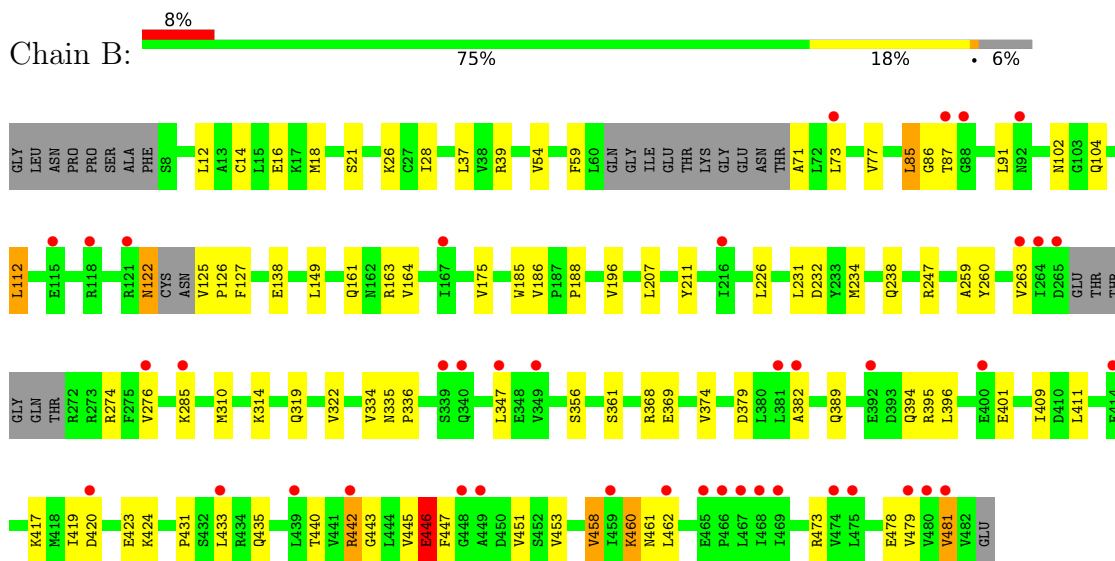 8%
Chain B:
75% 18% • 6%
GLY LEU ASN PRO PRO SER ALA PHE S8 L12 A13 C14 L15 E16 K17 M18 S21 K26 C27 I28 L37 V38 R39 V54 F59 L60 GLN GLY ILE GLU THR LYS GLY GLU ASN THR A71 L72 L73 V77 L85 G86 T87 G88 L91 N92 N102 G103 Q104
L112 E115 R118 R121 N122 CYS ASN V125 P126 F127 E138 L149 Q161 N162 R163 V164 I167 V175 W185 V186 P187 P188 V196 L207 Y211 I216 L226 L231 D232 Y233 M234 Q238 R247 A259 Y260 V263 I264 D265 GLU THR THR
GLY GLN THR R272 R273 R274 F275 V276 K285 M310 K314 Q319 V322 V334 N335 P336 S339 Q340 L347 E348 V349 S356 S361 R368 E369 V374 D379 L380 L381 A382 Q389 E392 D393 Q394 R395 L396 E400 E401 I409 D410 L411 E414
K417 M418 I419 D420 E423 K424 P431 S432 L433 R434 Q435 L439 T440 V441 R442 G443 L444 V445 E446 F447 G448 A449 D450 V451 S452 V453 V458 I459 K460 N461 L462 E465 P466 L467 I468 I469 R473 V474 L475 E478 V479 V480 V481 V482 GLU